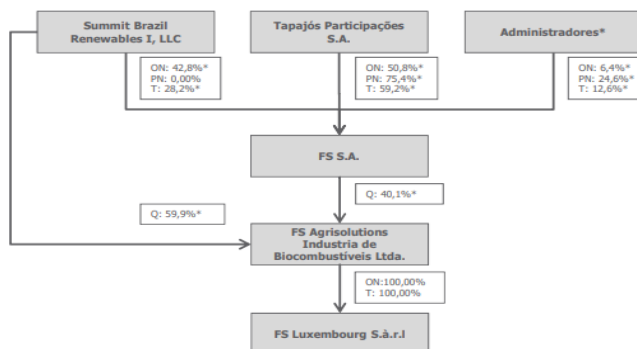 Summit Brazil
Renewables I, LLC
Tapajós Participações
S.A.
Administradores*
ON: 42,8%*
PN: 0,00%
T: 28,2%*
ON: 50,8%*
PN: 75,4%*
T: 59,2%*
ON: 6,4%*
PN: 24,6%*
T: 12,6%*
FS S.A.
Q: 40,1%*
Q: 59,9%*
FS Agrisolutions
Industria de
Biocombustíveis Ltda.
ON:100,00%
T: 100,00%
FS Luxembourg S.à.r.l